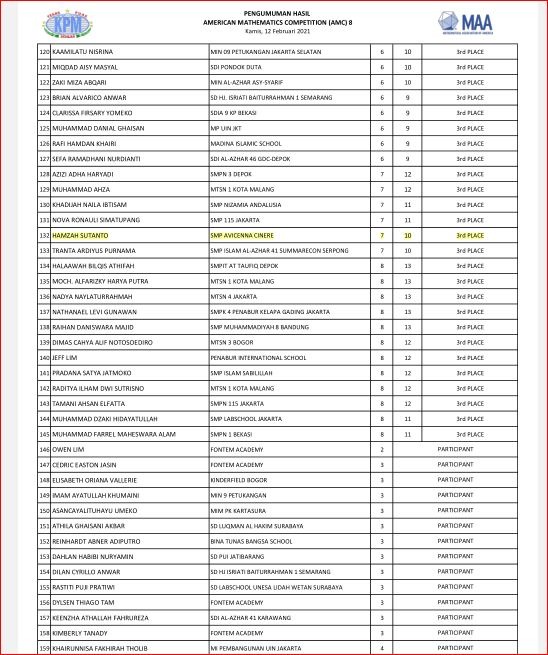 KPM
MAA
PENGUMUMAN HASIL
AMERICAN MATHEMATICS COMPETITION (AMC) 8
Kamis, 12 Februari 2021
120 KAAMILATU NISRINA MIN 09 PETUKANGAN JAKARTA SELATAN 6 10 3rd PLACE
121 MIQDAD AISY MASYAL SDI PONDOK DUTA 6 10 3rd PLACE
122 ZAKI MIZA ABQARI MIN AL-AZHAR ASY-SYARIF 6 10 3rd PLACE
123 BRIAN ALVARICO ANWAR SD HJ. ISRIATI BAITURRAHMAN 1 SEMARANG 6 9 3rd PLACE
124 CLARISSA FIRSARY YOMEKO SDIA 9 KP BEKASI 6 9 3rd PLACE
125 MUHAMMAD DANIAL GHAISAN MP UIN JKT 6 9 3rd PLACE
126 RAFI HAMDAN KHAIRI MADINA ISLAMIC SCHOOL 6 9 3rd PLACE
127 SEFA RAMADHANI NURDIANTI SDI AL-AZHAR 46 GDC-DEPOK 6 9 3rd PLACE
128 AZIZI ADHA HARYADI SMPN 3 DEPOK 7 12 3rd PLACE
129 MUHAMMAD AHZA MTSN 1 KOTA MALANG 7 12 3rd PLACE
130 KHADIJAH NAILA IBTISAM SMP NIZAMIA ANDALUSIA 7 11 3rd PLACE
131 NOVA RONAULI SIMATUPANG SMP 115 JAKARTA 7 11 3rd PLACE
132 HAMZAH SUTANTO SMP AVICENNA CINERE 7 10 3rd PLACE
133 TRANTA ARDIYUS PURNAMA SMP ISLAM AL-AZHAR 41 SUMMARECON SERPONG 7 10 3rd PLACE
134 HALAAWAH BILQIS ATHIFAH SMPIT AT TAUFIQ DEPOK 8 13 3rd PLACE
135 MOCH. ALFARIZKY HARYA PUTRA MTSN 1 KOTA MALANG 8 13 3rd PLACE
136 NADYA NAYLATURRAHMAH MTSN 4 JAKARTA 8 13 3rd PLACE
137 NATHANAEL LEVI GUNAWAN SMPK 4 PENABUR KELAPA GADING JAKARTA 8 13 3rd PLACE
138 RAIHAN DANISWARA MAJID SMP MUHAMMADIYAH 8 BANDUNG 8 13 3rd PLACE
139 DIMAS CAHYA ALIF NOTOSOEDIRO MTSN 3 BOGOR 8 12 3rd PLACE
140 JEFF LIM PENABUR INTERNATIONAL SCHOOL 8 12 3rd PLACE
141 PRADANA SATYA JATMOKO SMP ISLAM SABILILLAH 8 12 3rd PLACE
142 RADITYA ILHAM DWI SUTRISNO MTSN 1 KOTA MALANG 8 12 3rd PLACE
143 TAMANI AHSAN ELFATTA SMPN 115 JAKARTA 8 12 3rd PLACE
144 MUHAMMAD DZAKI HIDAYATULLAH SMP LABSCHOOL JAKARTA 8 11 3rd PLACE
145 MUHAMMAD FARREL MAHESWARA ALAM SMPN 1 BEKASI 8 11 3rd PLACE
146 OWEN LIM FONTEM ACADEMY 2 PARTICIPANT
147 CEDRIC EASTON JASIN FONTEM ACADEMY 3 PARTICIPANT
148 ELISABETH ORIANA VALLERIE KINDERFIELD BOGOR 3 PARTICIPANT
149 IMAM AYATULLAH KHUMAINI MIN 9 PETUKANGAN 3 PARTICIPANT
150 ASANCAYALITUHAYU UMEKO MIM PK KARTASURA 3 PARTICIPANT
151 ATHILA GHAISANI AKBAR SD LUQMAN AL HAKIM SURABAYA 3 PARTICIPANT
152 REINHARDT ABNER ADIPUTRO BINA TUNAS BANGSA SCHOOL 3 PARTICIPANT
153 DAHLAN HABIBI NURYAMIN SD PUI JATIBARANG 3 PARTICIPANT
154 DILAN CYRILLO ANWAR SD HJ ISRIATI BAITURRAHMAN 1 SEMARANG 3 PARTICIPANT
155 RASTITI PUJI PRATIWI SD LABSCHOOL UNESA LIDAH WETAN SURABAYA 3 PARTICIPANT
156 DYLSEN THIAGO TAM FONTEM ACADEMY 3 PARTICIPANT
157 KEENZHA ATHALLAH FAHRUREZA SDI AL-AZHAR 41 KARAWANG 3 PARTICIPANT
158 KIMBERLY TANADY FONTEM ACADEMY 3 PARTICIPANT
159 KHAIRUNNISA FAKHIRAH THOLIB MI PEMBANGUNAN UIN JAKARTA 4 PARTICIPANT